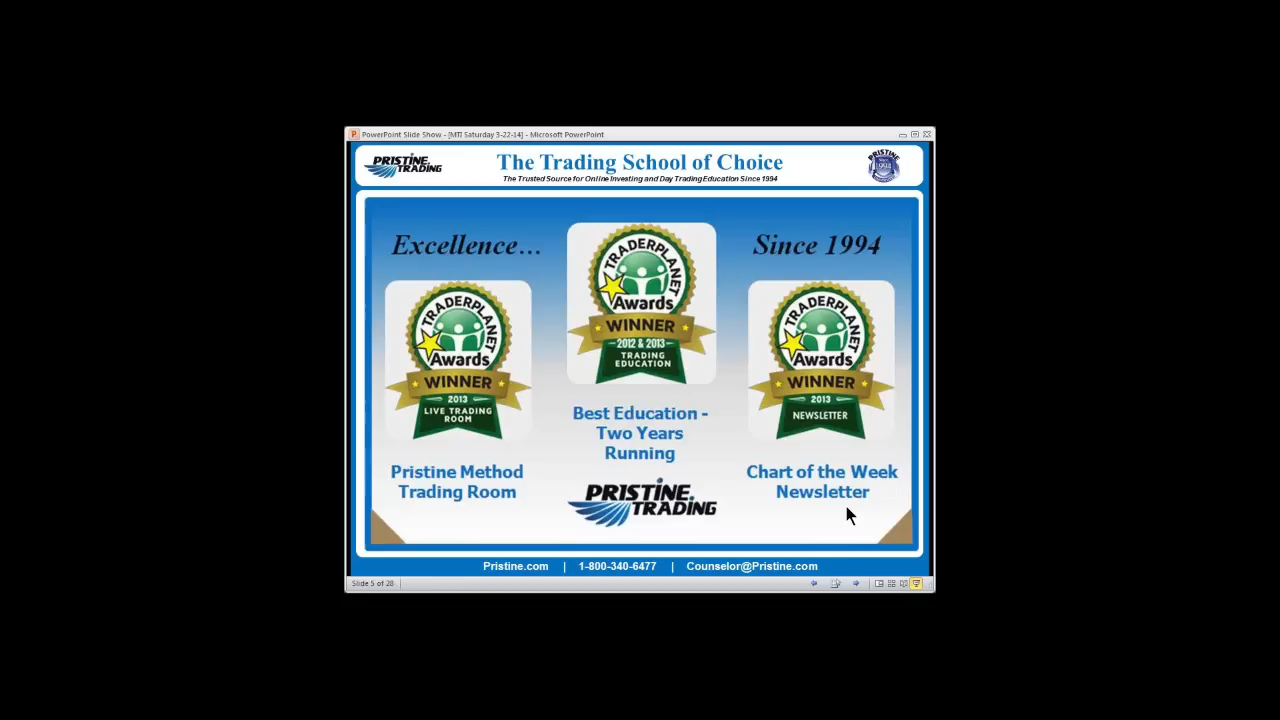 PowerPoint Slide Show - [MTI Saturday 3-22-14] - Microsoft PowerPoint
PRISTINE.
TRADING
The Trading School of Choice
The Trusted Source for Online Investing and Day Trading Education Since 1994
PRISTINE
Excellence...
Since 1994
TRADERPLANET
Awards
WINNER
2012 & 2013
TRADING
EDUCATION
TRADERPLANET
Awards
WINNER
2013
LIVE TRADING
ROOM
TRADERPLANET
Awards
WINNER
2013
NEWSLETTER
Best Education -
Two Years
Running
Pristine Method
Trading Room
Chart of the Week
Newsletter
PRISTINE.
TRADING
Pristine.com | 1-800-340-6477 | Counselor@Pristine.com
Slide 5 of 28